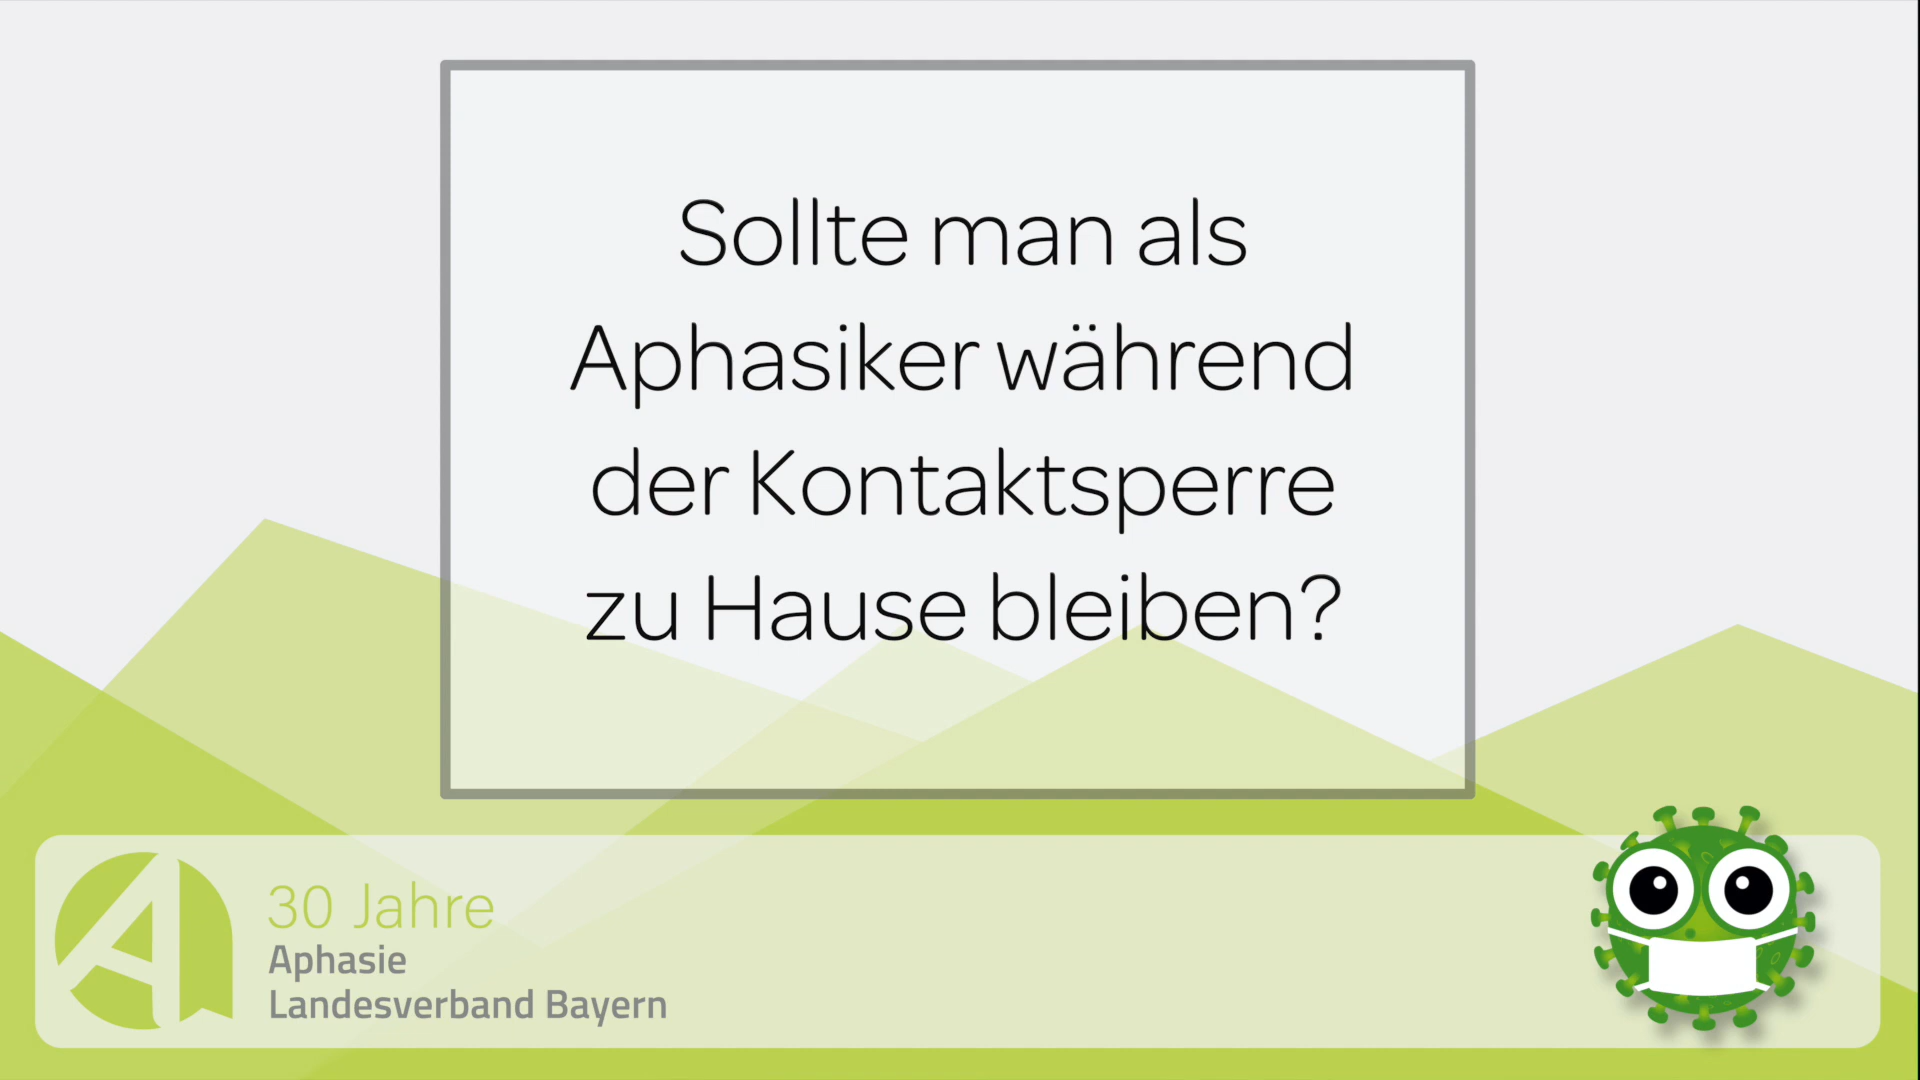 Sollte man als
Aphasiker während
der Kontaktsperre
zu Hause bleiben?
30 Jahre
Aphasie
Landesverband Bayern